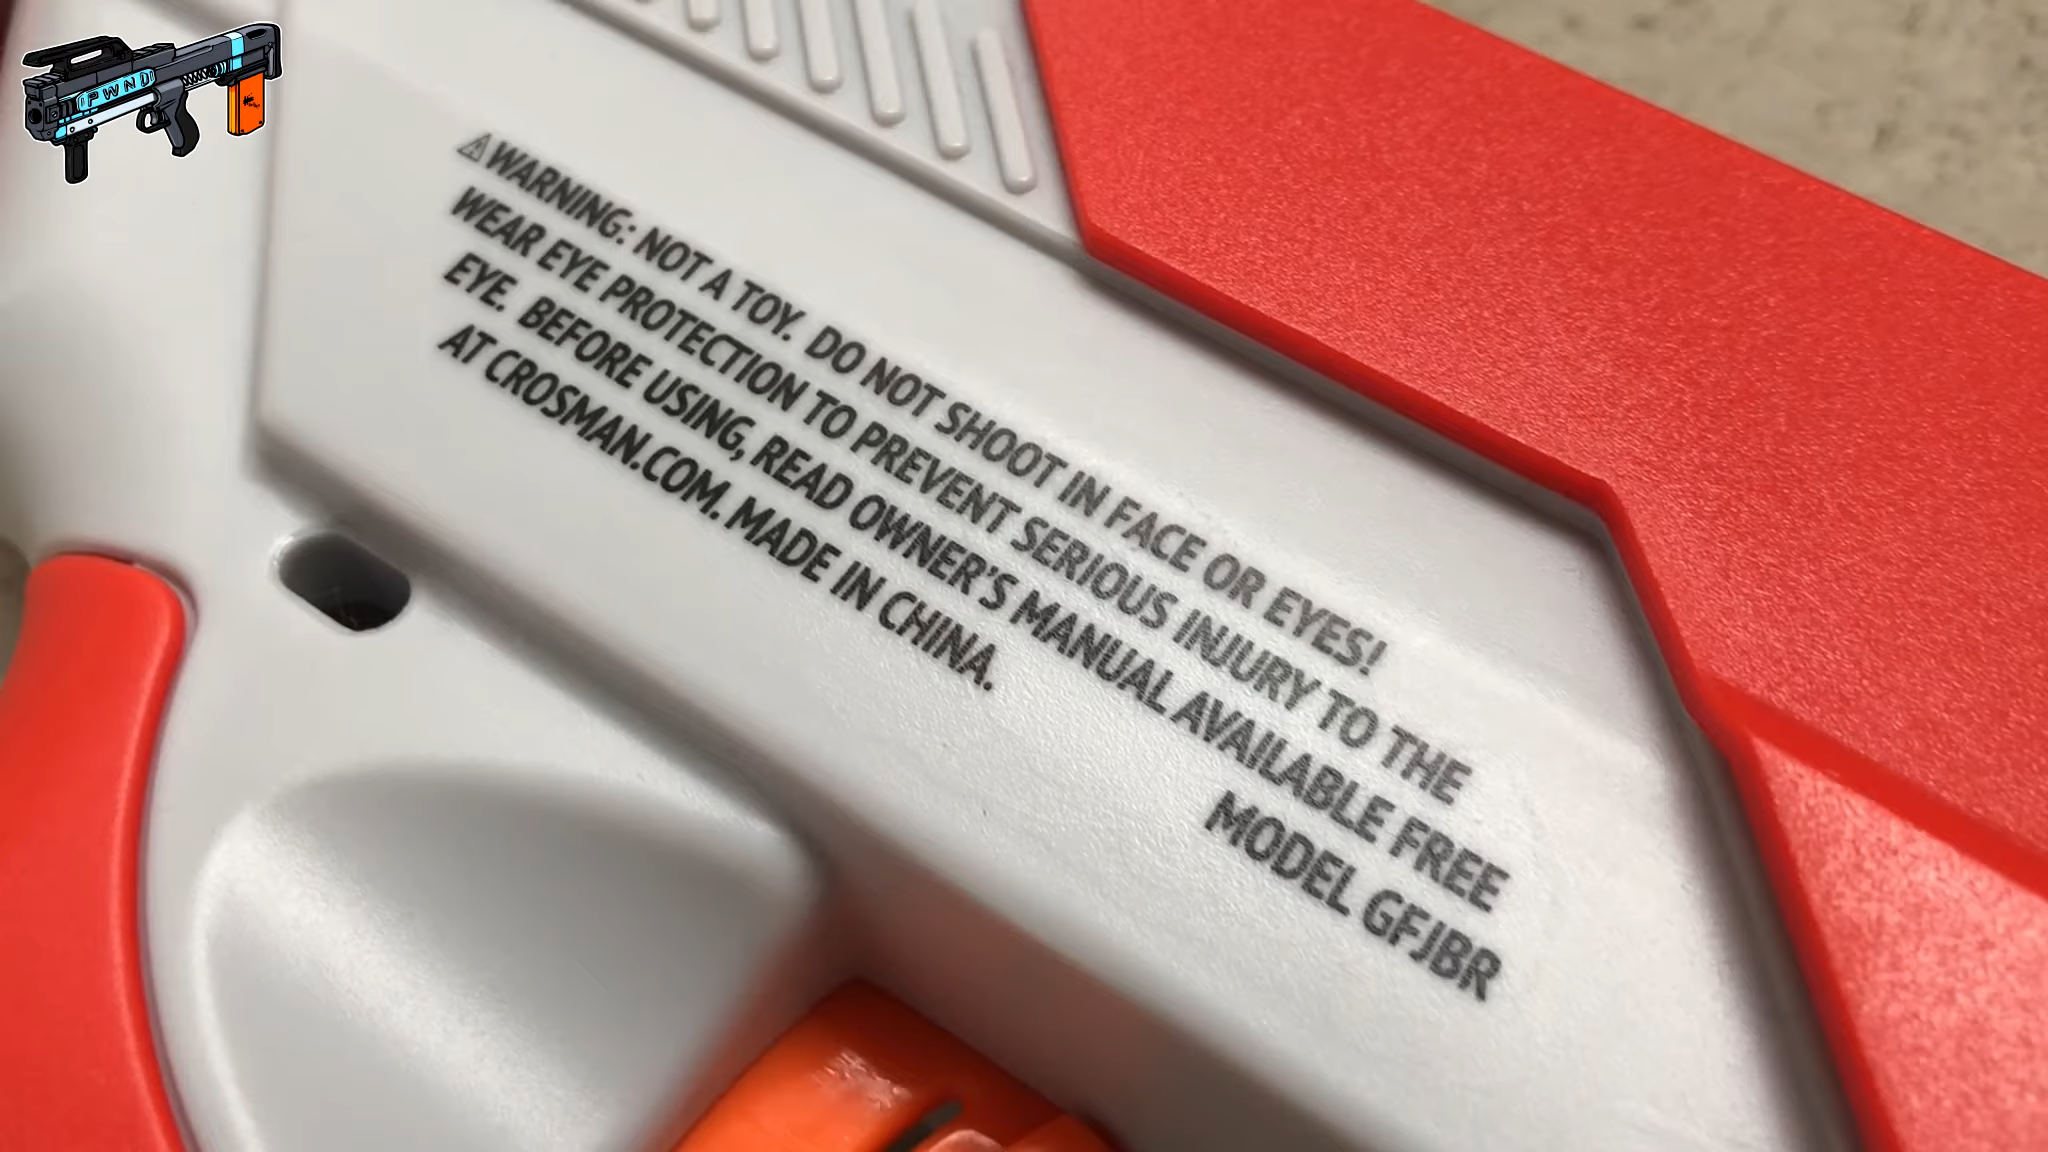 PWND
⚠WARNING: NOT A TOY. DO NOT SHOOT IN FACE OR EYES!
WEAR EYE PROTECTION TO PREVENT SERIOUS INJURY TO THE
EYE. BEFORE USING, READ OWNER'S MANUAL AVAILABLE FREE
AT CROSMAN.COM. MADE IN CHINA.
MODEL GFJBR